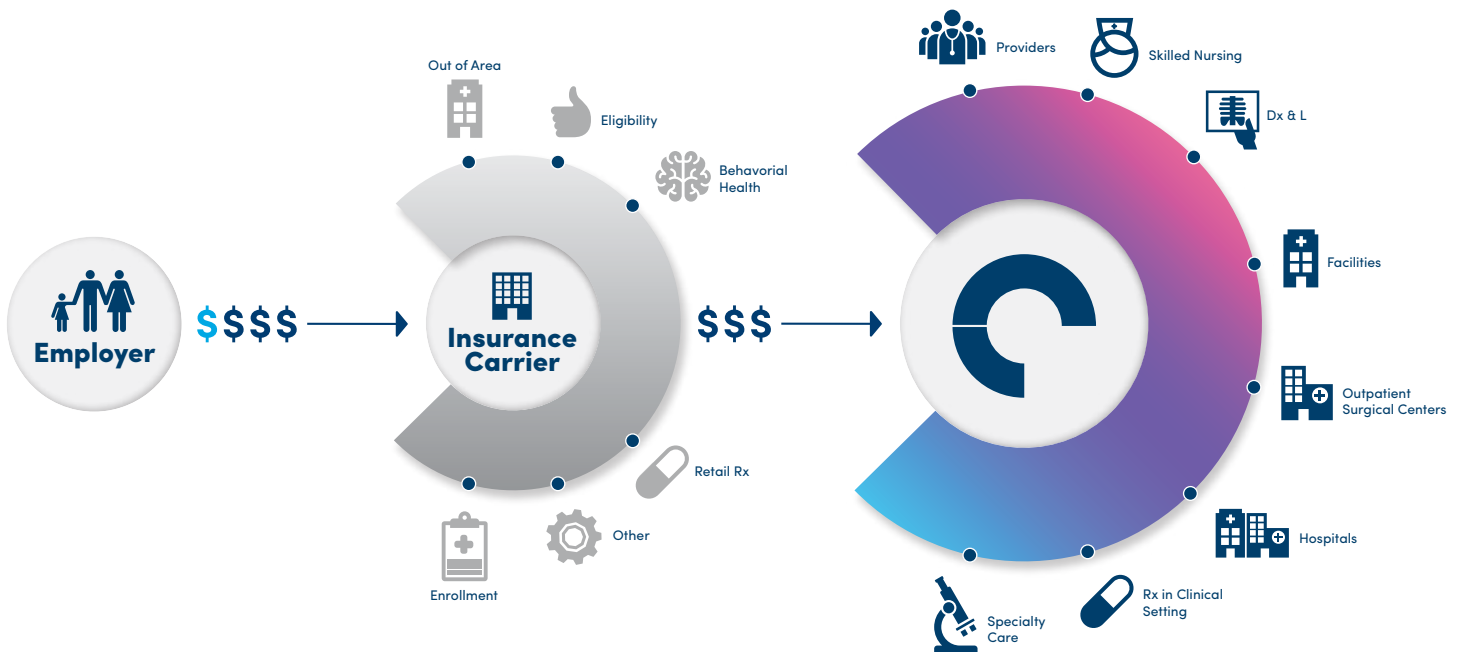 Employer
$$$$
Out of Area
Eligibility
Behavorial
Health
Insurance
Carrier
Retail Rx
Other
Enrollment
$$$
Providers
Skilled Nursing
Dx & L
Facilities
Outpatient
Surgical Centers
Hospitals
Rx in Clinical
Setting
Specialty
Care